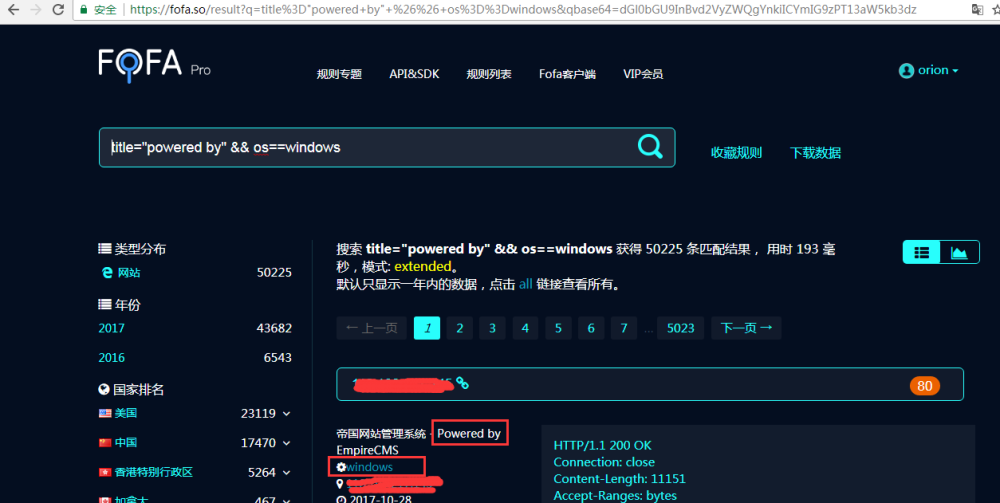 安全 https://fofa.so/result?q=title%3D"powered+by"+%26%26+os%3D%3Dwindows&qbase64=dGl0bGU9InBvd2VyZWQgYnkiICYmIG9zPT13aW5kb3dz
FOFA Pro
规则专题 API&SDK 规则列表 Fofa客户端 VIP会员 orion
title="powered by" && os==windows
收藏规则 下载数据
类型分布
网站 50225
年份
2017 43682
2016 6543
国家排名
美国 23119
中国 17470
香港特别行政区 5264
加拿大 467
搜索 title="powered by" && os==windows 获得 50225 条匹配结果， 用时 193 毫
秒，模式: extended。
默认只显示一年内的数据，点击 all 链接查看所有。
← 上一页 1 2 3 4 5 6 7 ... 5023 下一页 →
80
帝国网站管理系统 - Powered by
EmpireCMS
windows
2017-10-28
HTTP/1.1 200 OK
Connection: close
Content-Length: 11151
Accept-Ranges: bytes